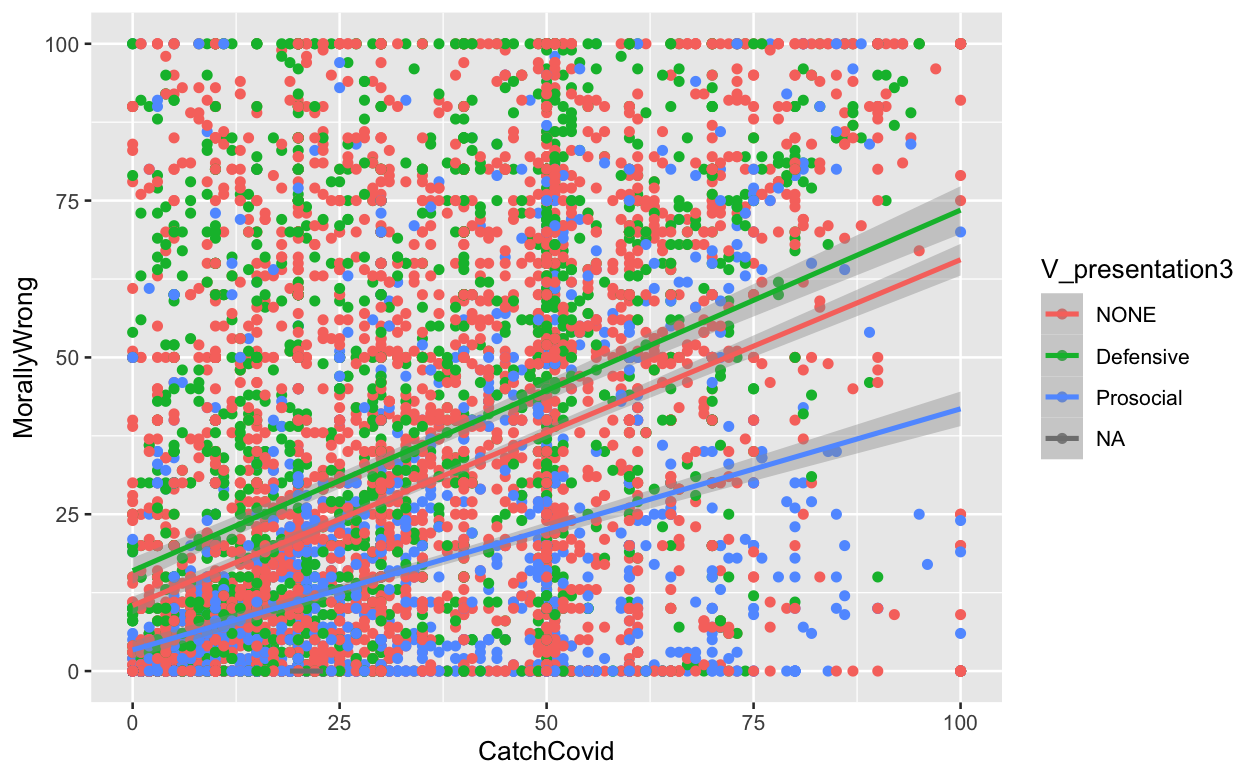 100
75
50
25
0
MorallyWrong
0 25 50 75 100
CatchCovid
V_presentation3
NONE
Defensive
Prosocial
NA